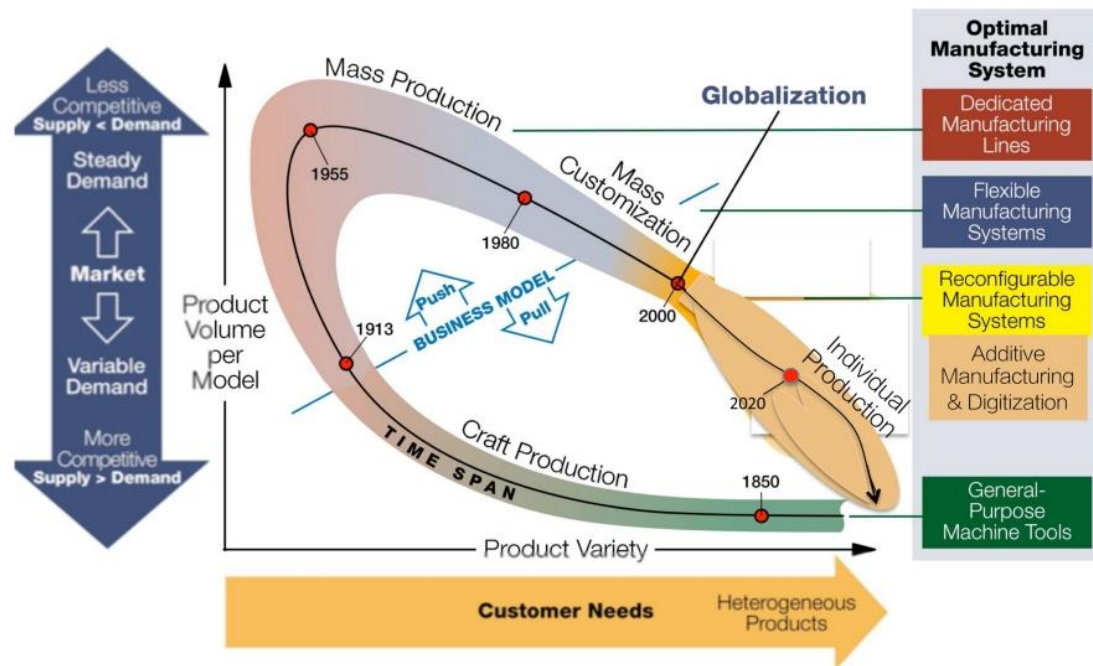 Less
Competitive
Supply < Demand
Steady
Demand
Market
Variable
Demand
More
Competitive
Supply > Demand
Product
Volume
per
Model
Mass Production
Mass
Customization
Globalization
1955
1980
2000
1913
Push
BUSINESS MODEL
Pull
Individual
Production
2020
Craft Production
TIME SPAN
1850
Product Variety
Customer Needs
Heterogeneous
Products
Optimal
Manufacturing
System
Dedicated
Manufacturing
Lines
Flexible
Manufacturing
Systems
Reconfigurable
Manufacturing
Systems
Additive
Manufacturing
& Digitization
General-
Purpose
Machine Tools